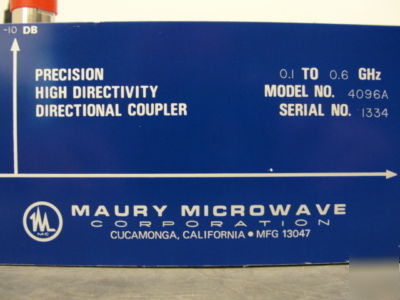 -10 DB
PRECISION
HIGH DIRECTIVITY
DIRECTIONAL COUPLER
0.1 TO 0.6 GHz
MODEL NO. 4096A
SERIAL NO. 1334
MAURY MICROWAVE
CORPORATION
CUCAMONGA, CALIFORNIA • MFG 13047